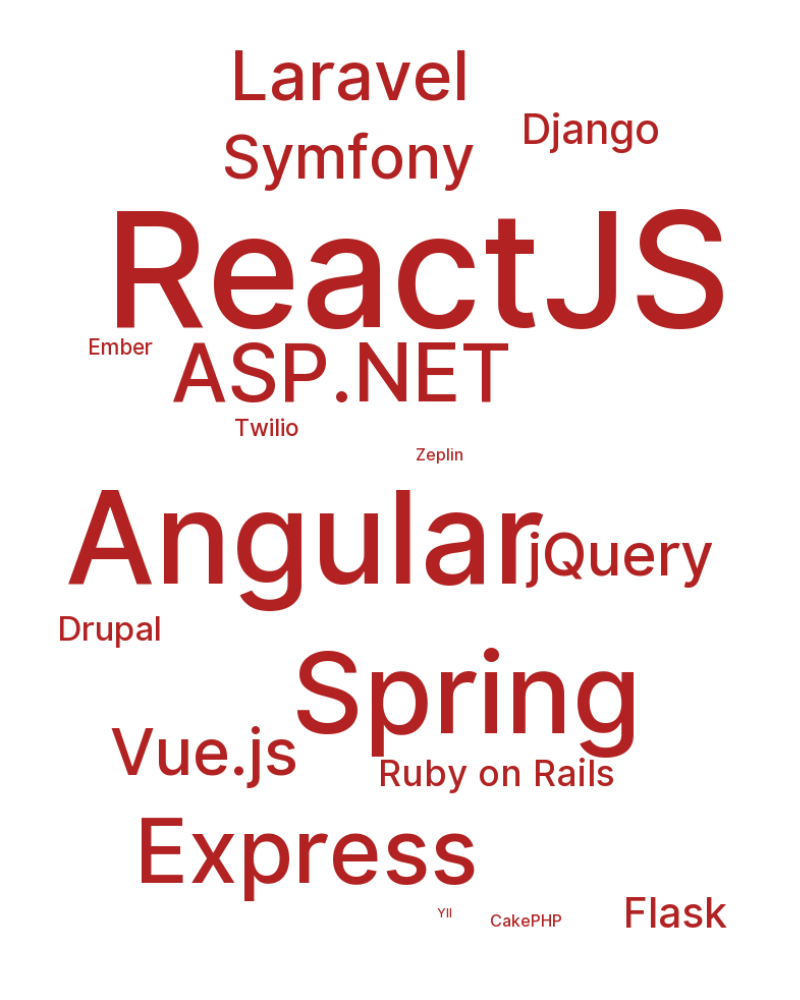 Laravel
Django
Symfony
ReactJS
Ember
ASP.NET
Twilio
Zeplin
Angular
jQuery
Drupal
Spring
Vue.js
Ruby on Rails
Express
YII
CakePHP
Flask